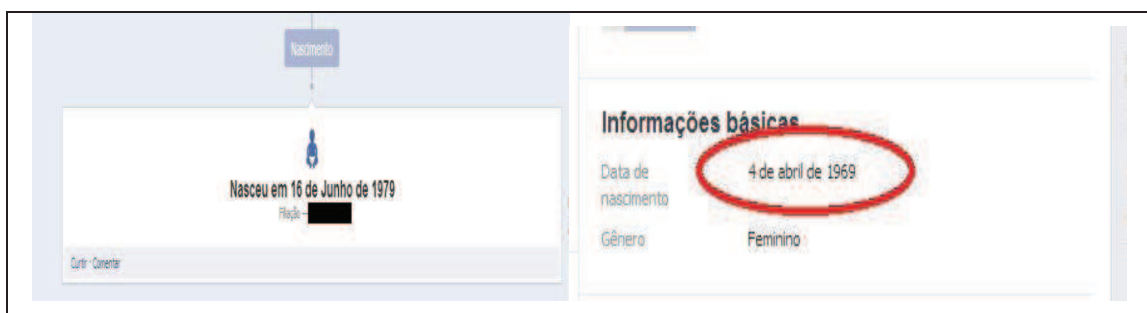 Nascimento
Nasceu em 16 de Junho de 1979
Filiação -
Curtir · Comentar
Informações básicas
Data de nascimento
4 de abril de 1969
Gênero
Feminino